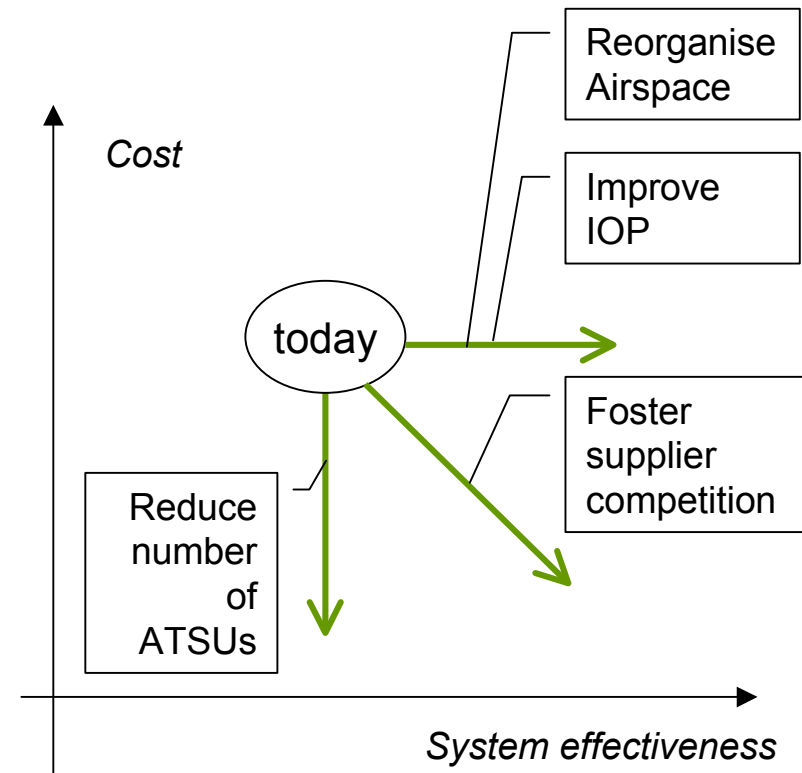 Reorganise
Airspace
Cost
Improve
IOP
today
Foster
supplier
competition
Reduce
number
of
ATSUs
System effectiveness